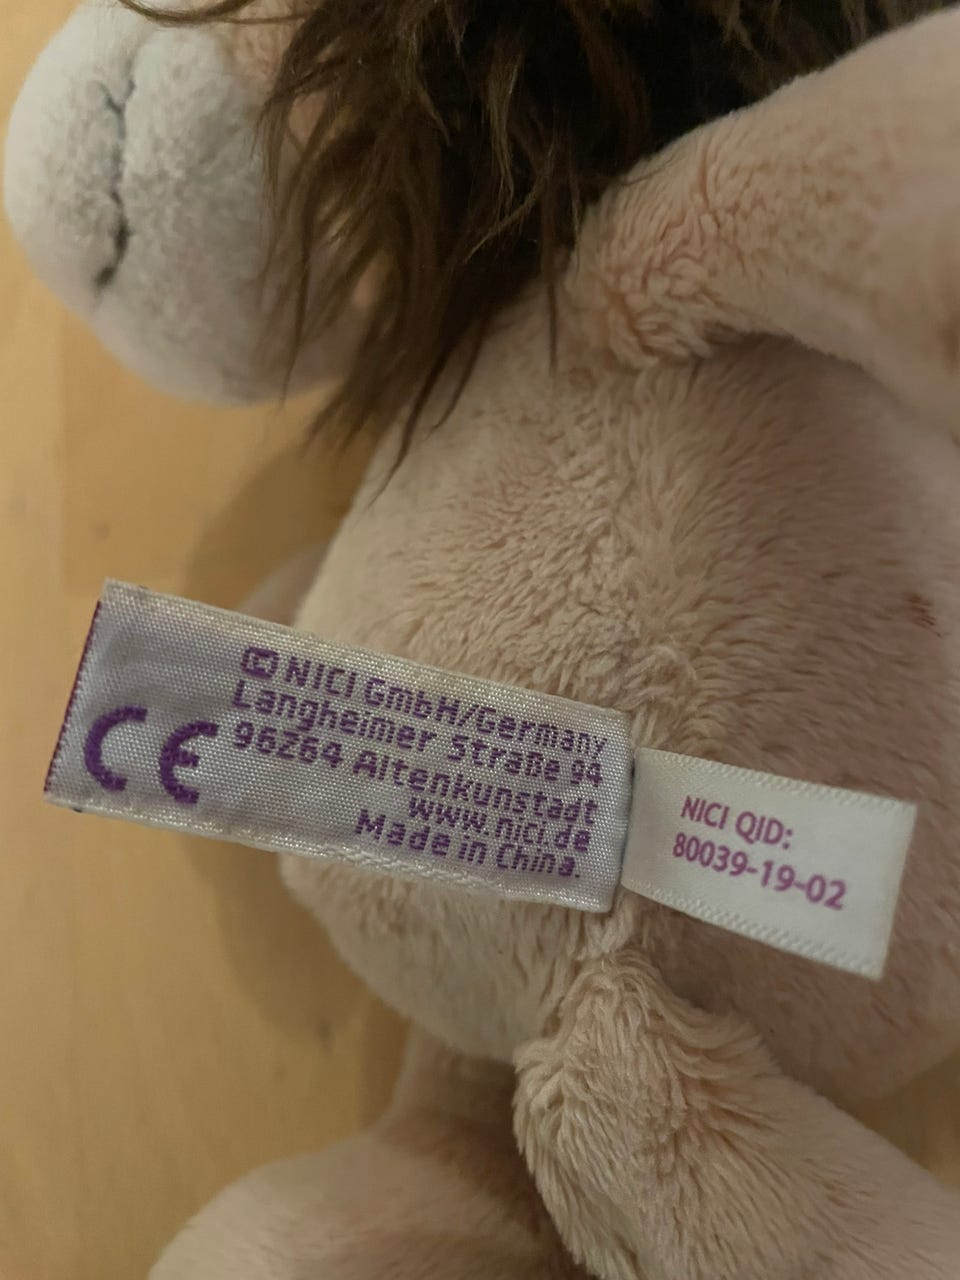 CE
© NICI GmbH/Germany
Langheimer Straße 94
96264 Altenkunstadt
www.nici.de
Made in China.
NICI QID:
80039-19-02